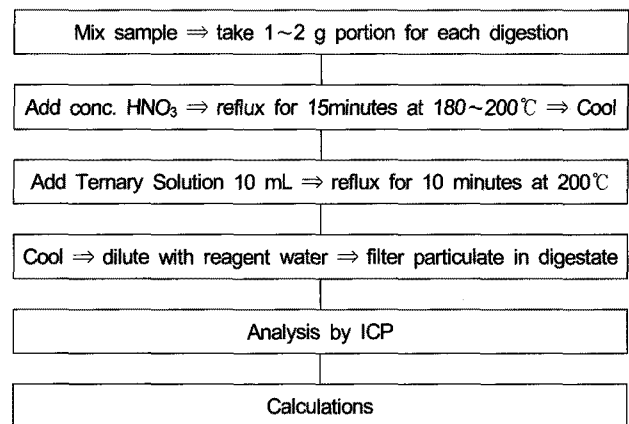 Mix sample ⇒ take 1~2 g portion for each digestion
Add conc. HNO₃ ⇒ reflux for 15minutes at 180~200℃ ⇒ Cool
Add Ternary Solution 10 mL ⇒ reflux for 10 minutes at 200℃
Cool ⇒ dilute with reagent water ⇒ filter particulate in digestate
Analysis by ICP
Calculations